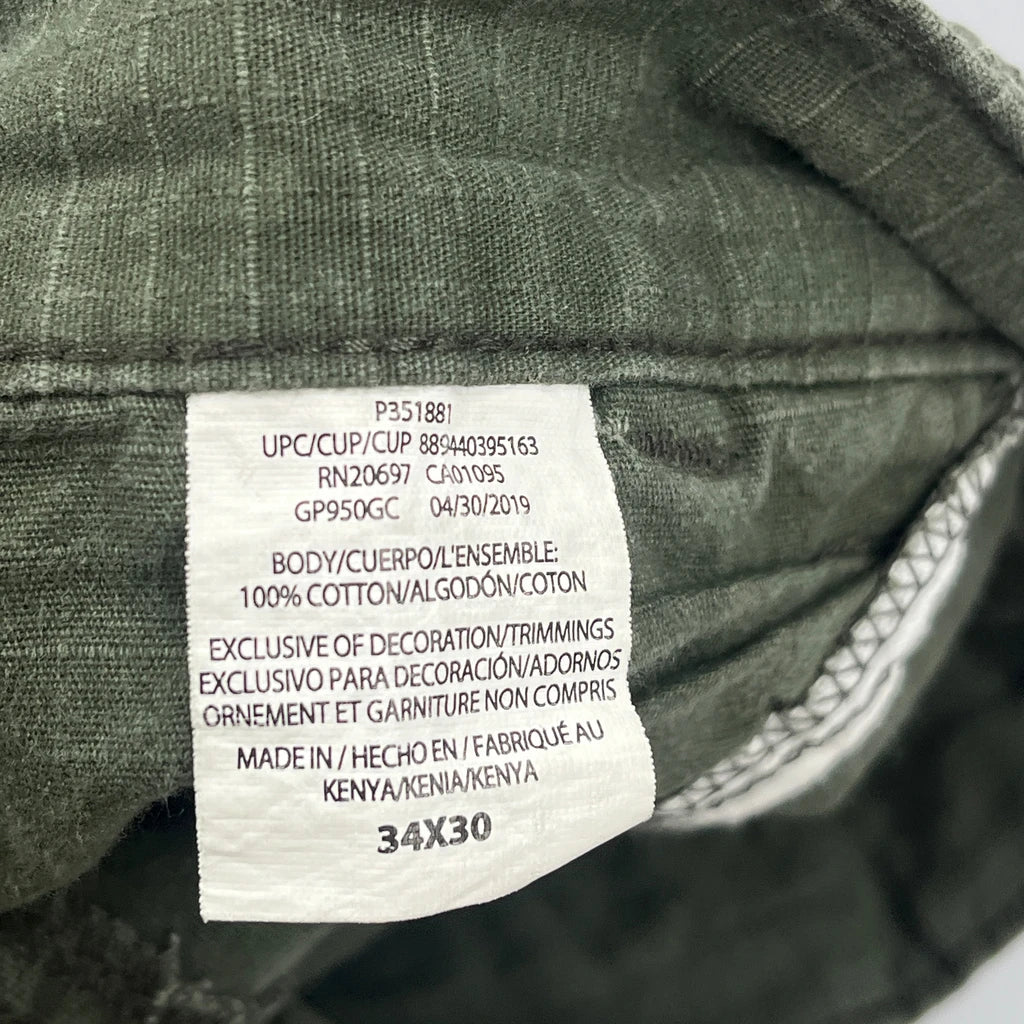 P351881
UPC/CUP/CUP 889440395163
RN20697 CA01095
GP950GC 04/30/2019
BODY/CUERPO/L'ENSEMBLE:
100% COTTON/ALGODÓN/COTON
EXCLUSIVE OF DECORATION/TRIMMINGS
EXCLUSIVO PARA DECORACIÓN/ADORNOS
ORNEMENT ET GARNITURE NON COMPRIS
MADE IN / HECHO EN / FABRIQUÉ AU
KENYA/KENIA/KENYA
34X30